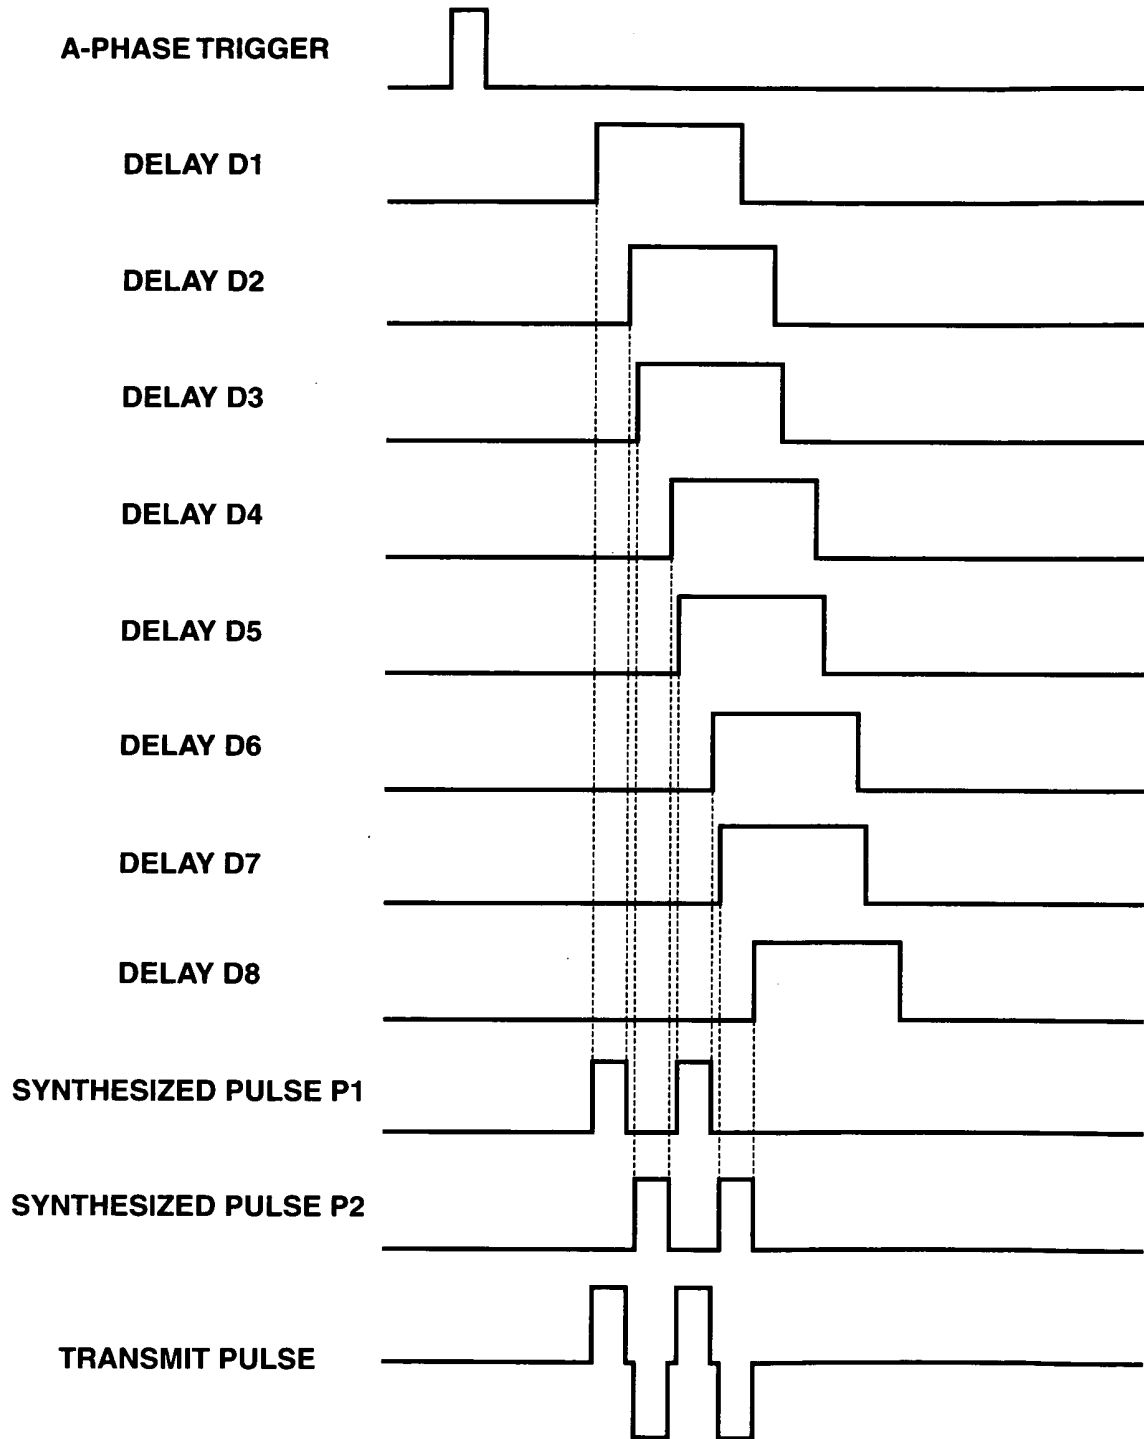 A-PHASE TRIGGER
DELAY D1
DELAY D2
DELAY D3
DELAY D4
DELAY D5
DELAY D6
DELAY D7
DELAY D8
SYNTHESIZED PULSE P1
SYNTHESIZED PULSE P2
TRANSMIT PULSE